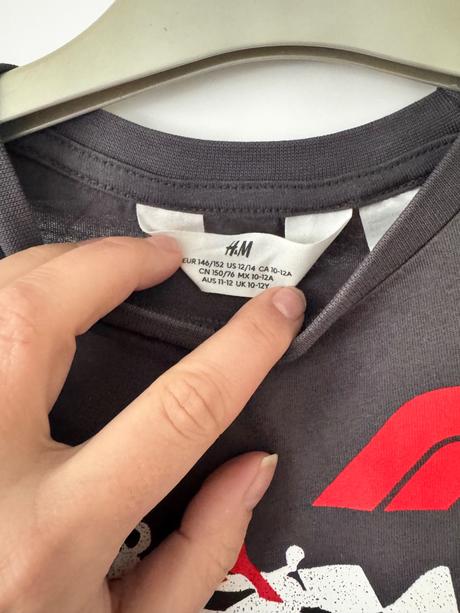 H&M
EUR 146/152 US 12/14 CA 10-12A
CN 150/76 MX 10-12A
AUS 11-12 UK 10-12Y